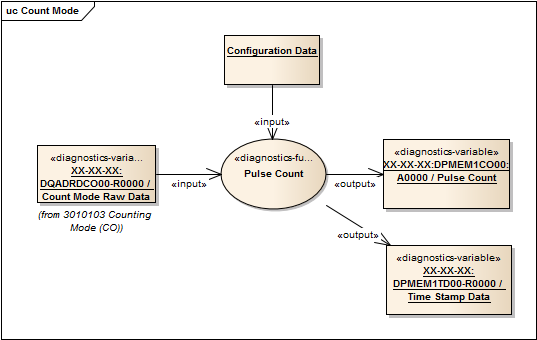 uc Count Mode
Configuration Data
«input»
«diagnostics-varia...
XX-XX-XX:
DQADRDCO00-R0000 /
Count Mode Raw Data
(from 3010103 Counting
Mode (CO))
«input»
«diagnostics-fu...
Pulse Count
«output»
«diagnostics-variable»
XX-XX-XX:DPMEM1CO00:
A0000 / Pulse Count
«output»
«diagnostics-variable»
XX-XX-XX:
DPMEM1TD00-R0000 /
Time Stamp Data